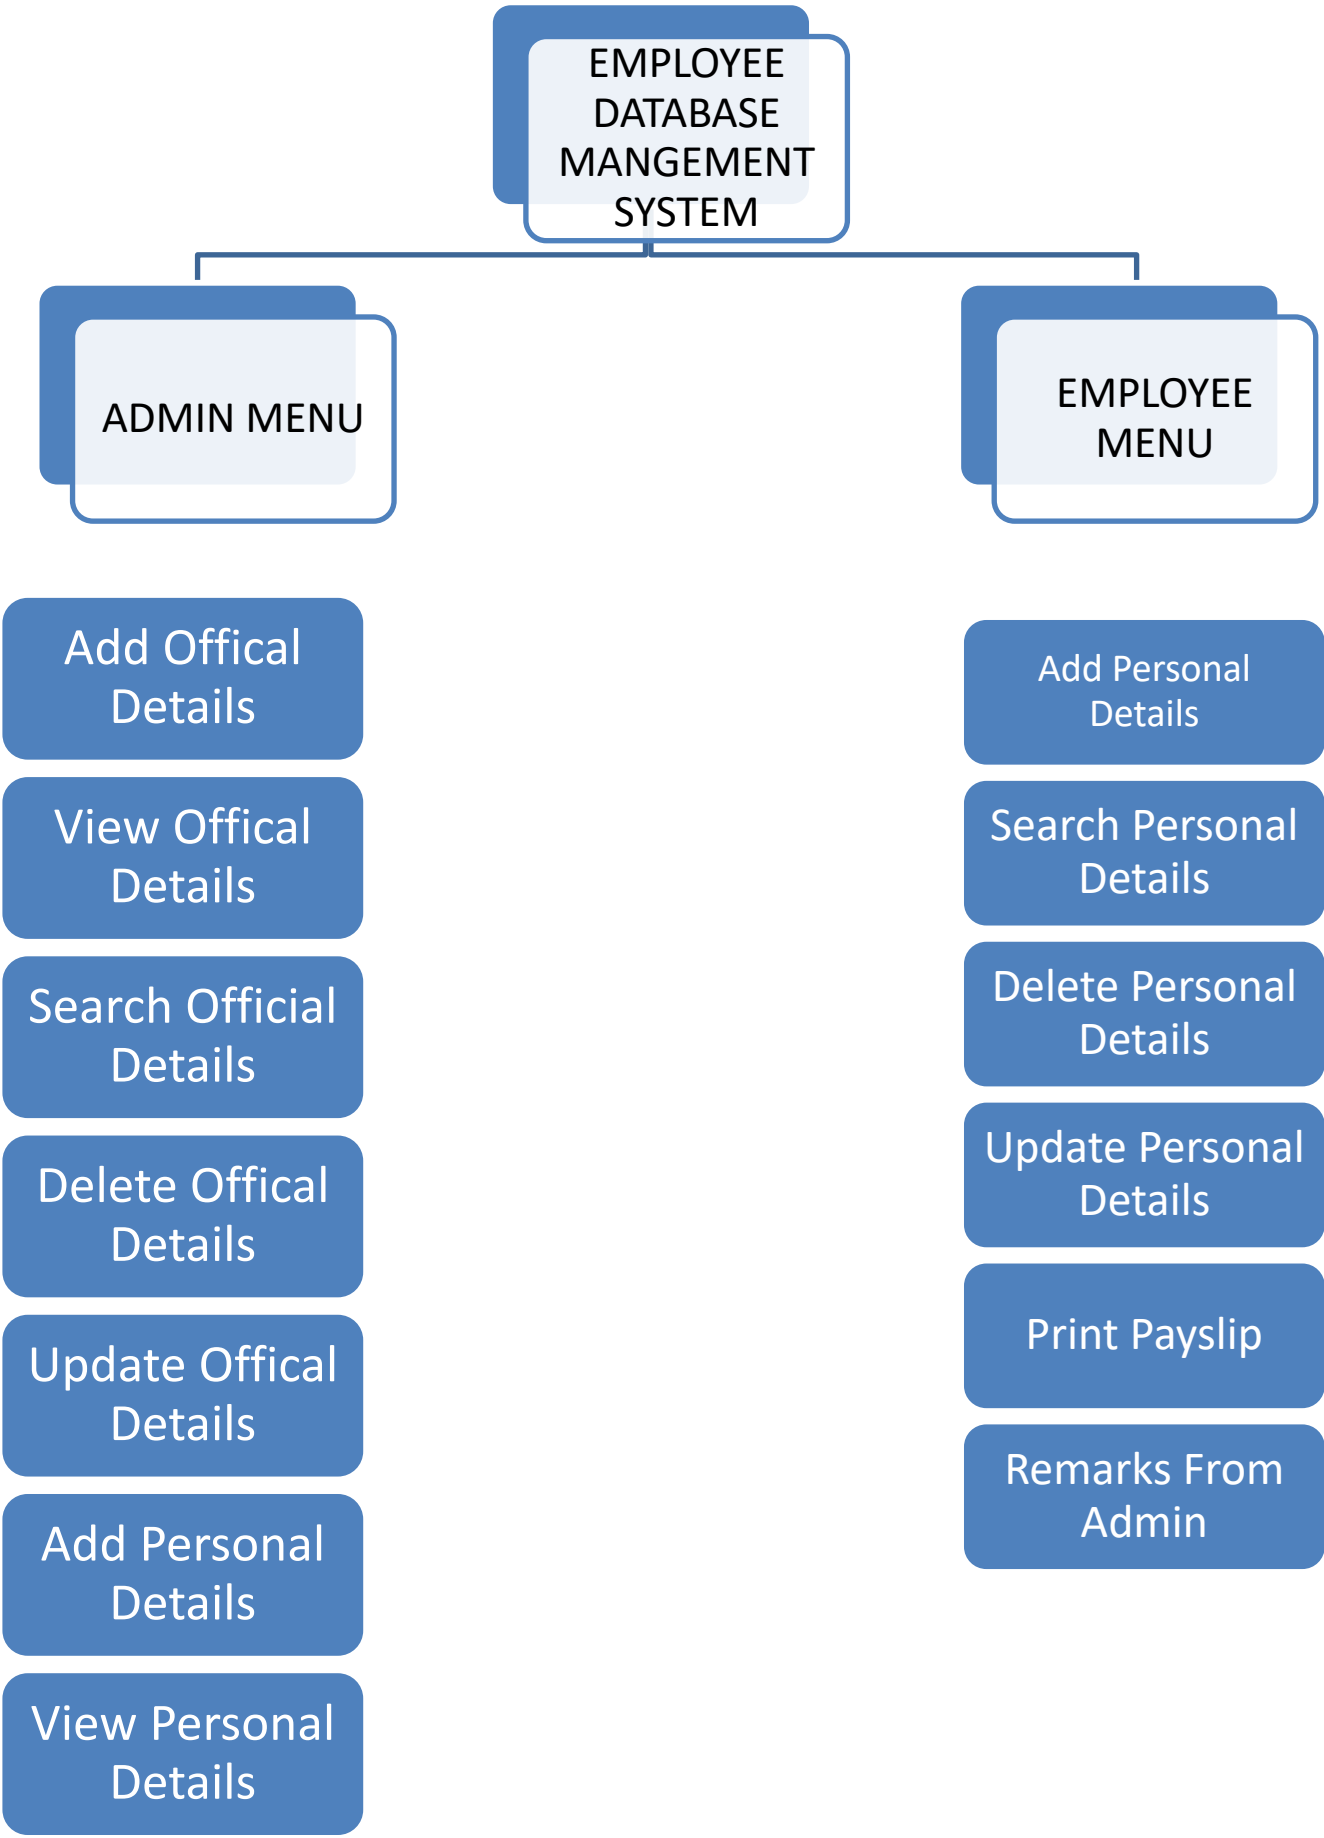 EMPLOYEE
DATABASE
MANGEMENT
SYSTEM
ADMIN MENU
EMPLOYEE
MENU
Add Offical
Details
View Offical
Details
Search Official
Details
Delete Offical
Details
Update Offical
Details
Add Personal
Details
View Personal
Details
Add Personal
Details
Search Personal
Details
Delete Personal
Details
Update Personal
Details
Print Payslip
Remarks From
Admin